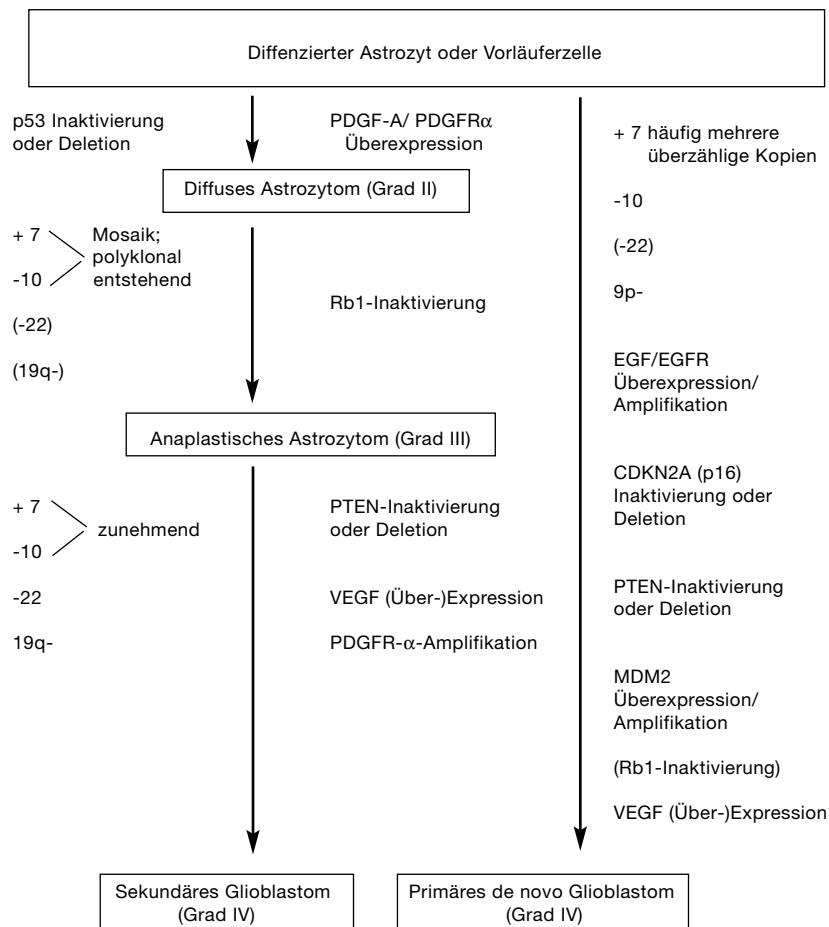 Diffenzierter Astrozyt oder Vorläuferzelle
p53 Inaktivierung
oder Deletion
PDGF-A/ PDGFRα
Überexpression
Diffuses Astrozytom (Grad II)
+ 7
-10
Mosaik;
polyklonal
entstehend
(-22)
(19q-)
Rb1-Inaktivierung
Anaplastisches Astrozytom (Grad III)
+ 7
-10
zunehmend
-22
19q-
PTEN-Inaktivierung
oder Deletion
VEGF (Über-)Expression
PDGFR-α-Amplifikation
Sekundäres Glioblastom
(Grad IV)
+ 7 häufig mehrere
überzählige Kopien
-10
(-22)
9p-
EGF/EGFR
Überexpression/
Amplifikation
CDKN2A (p16)
Inaktivierung oder
Deletion
PTEN-Inaktivierung
oder Deletion
MDM2
Überexpression/
Amplifikation
(Rb1-Inaktivierung)
VEGF (Über-)Expression
Primäres de novo Glioblastom
(Grad IV)